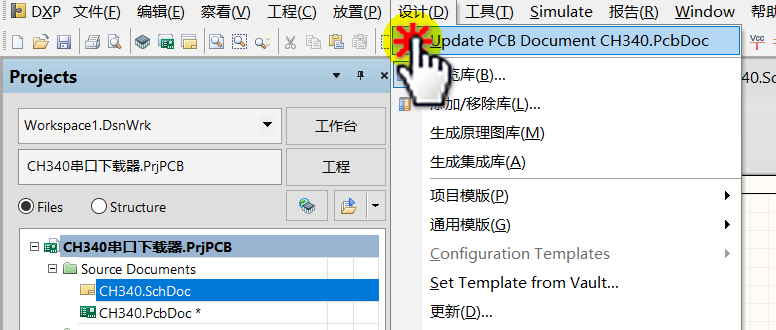 DXP 文件(F) 编辑(E) 察看(V) 工程(C) 放置(P) 设计(D) 工具(T) Simulate 报告(R) Window 帮助(H)
Update PCB Document CH340.PcbDoc
Vcc
Projects
览库(B)...
40.Sc
Workspace1.DsnWrk 工作台
添加/移除库(L)...
生成原理图库(M)
CH340串口下载器.PrjPCB 工程
生成集成库(A)
Files Structure
项目模版(P)
通用模版(G)
CH340串口下载器.PrjPCB
Configuration Templates
Source Documents
CH340.SchDoc
Set Template from Vault...
CH340.PcbDoc *
更新(D)...